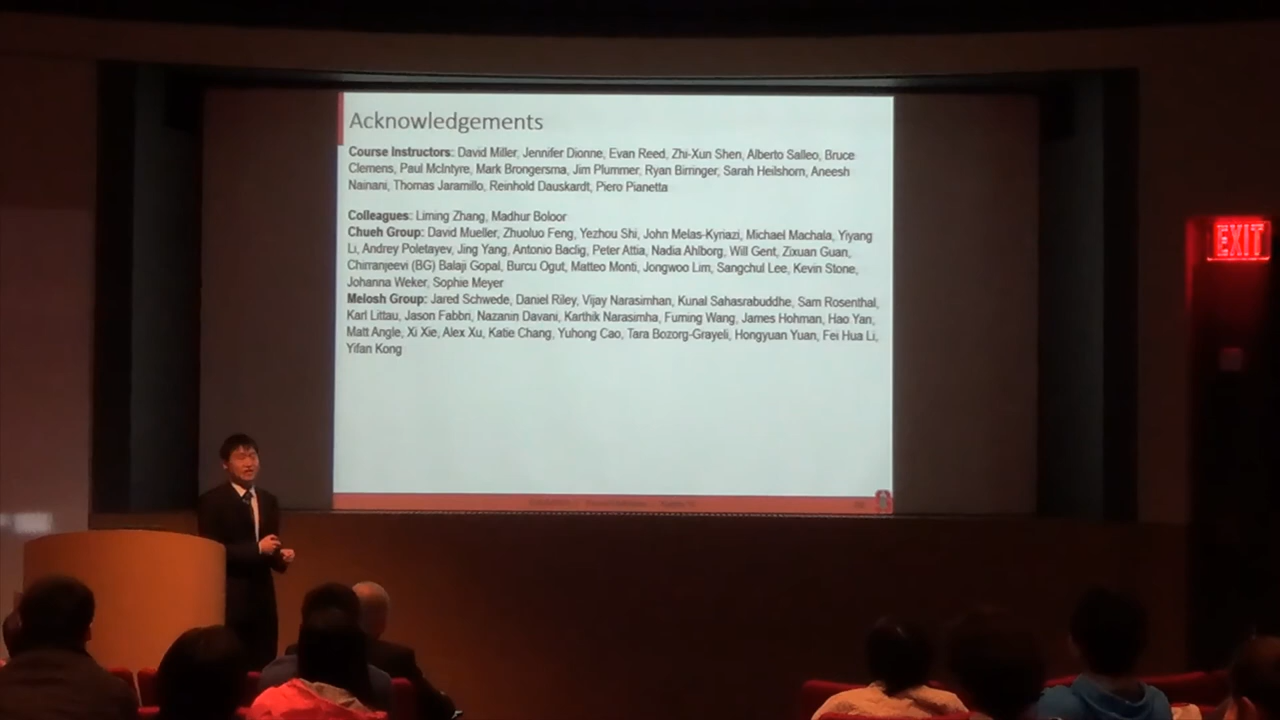 Acknowledgements
Course Instructors: David Miller, Jennifer Dionne, Evan Reed, Zhi-Xun Shen, Alberto Salleo, Bruce
Clemens, Paul McIntyre, Mark Brongersma, Jim Plummer, Ryan Birringer, Sarah Heilshorn, Aneesh
Nainani, Thomas Jaramillo, Reinhold Dauskardt, Piero Pianetta
Colleagues: Liming Zhang, Madhur Boloor
Chueh Group: David Mueller, Zhuoluo Feng, Yezhou Shi, John Melas-Kyriazi, Michael Machala, Yiyang
Li, Andrey Poletayev, Jing Yang, Antonio Baclig, Peter Attia, Nadia Ahlborg, Will Gent, Zixuan Guan,
Chirranjeevi (BG) Balaji Gopal, Burcu Ogut, Matteo Monti, Jongwoo Lim, Sangchul Lee, Kevin Stone,
Johanna Weker, Sophie Meyer
Melosh Group: Jared Schwede, Daniel Riley, Vijay Narasimhan, Kunal Sahasrabuddhe, Sam Rosenthal,
Karl Littau, Jason Fabbri, Nazanin Davani, Karthik Narasimha, Fuming Wang, James Hohman, Hao Yan,
Matt Angle, Xi Xie, Alex Xu, Katie Chang, Yuhong Cao, Tara Bozorg-Grayeli, Hongyuan Yuan, Fei Hua Li,
Yifan Kong
EXIT